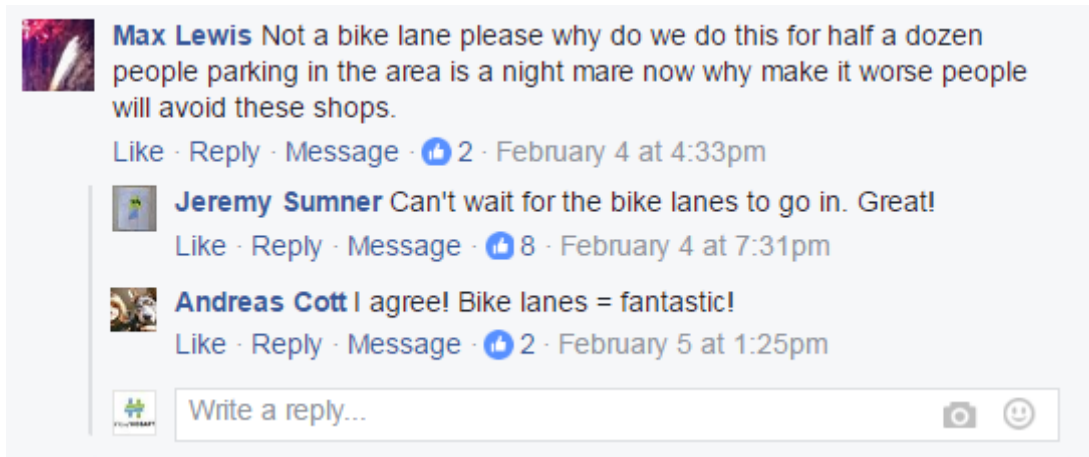 Max Lewis Not a bike lane please why do we do this for half a dozen
people parking in the area is a night mare now why make it worse people
will avoid these shops.
Like · Reply · Message · 2 · February 4 at 4:33pm
Jeremy Sumner Can't wait for the bike lanes to go in. Great!
Like · Reply · Message · 8 · February 4 at 7:31pm
Andreas Cott I agree! Bike lanes = fantastic!
Like · Reply · Message · 2 · February 5 at 1:25pm
Write a reply...